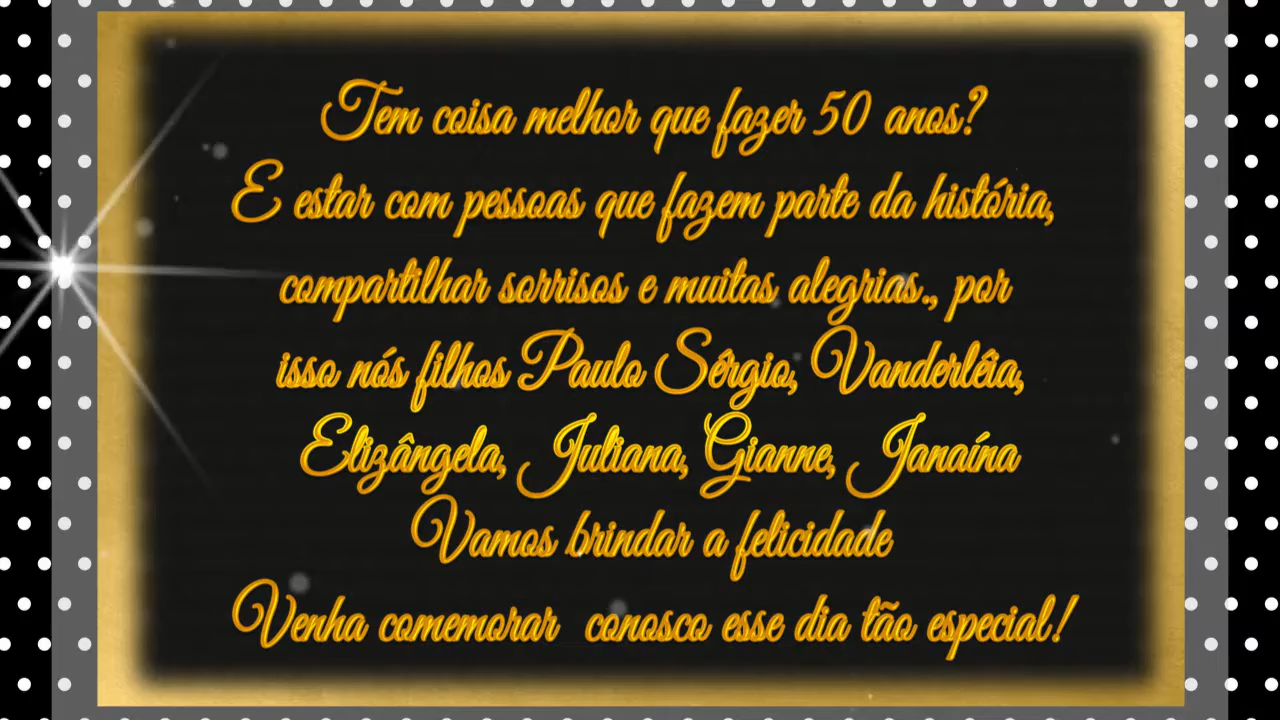 Tem coisa melhor que fazer 50 anos?
E estar com pessoas que fazem parte da história,
compartilhar sorrisos e muitas alegrias., por
isso nós filhos Paulo Sêrgio, Vanderlêia,
Elizângela, Juliana, Gianne, Janaína
Vamos brindar a felicidade
Venha comemorar conosco esse dia tão especial!